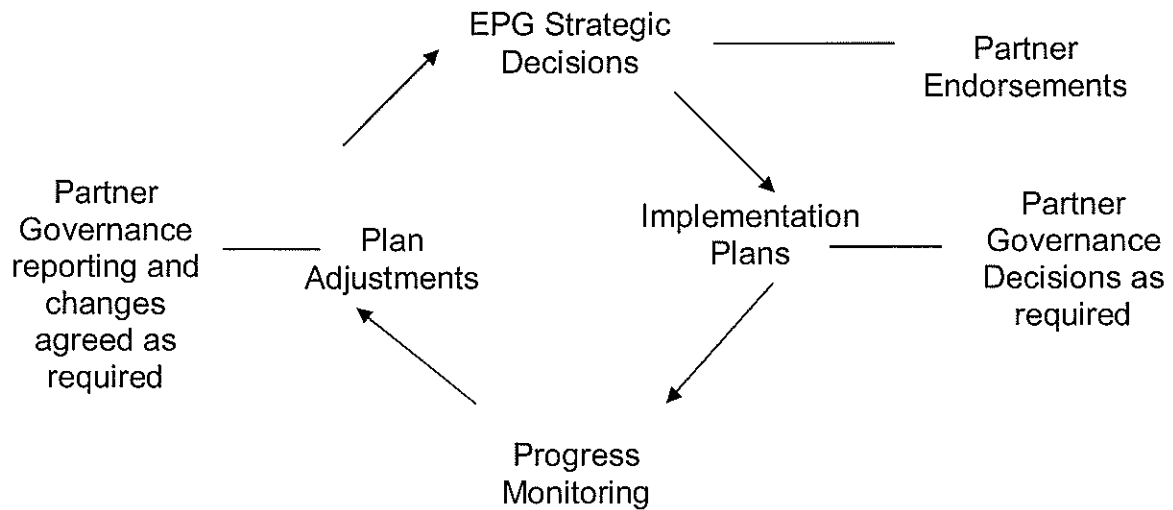 EPG Strategic
Decisions
Partner
Endorsements
Partner
Governance
reporting and
changes
agreed as
required
Plan
Adjustments
Implementation
Plans
Partner
Governance
Decisions as
required
Progress
Monitoring